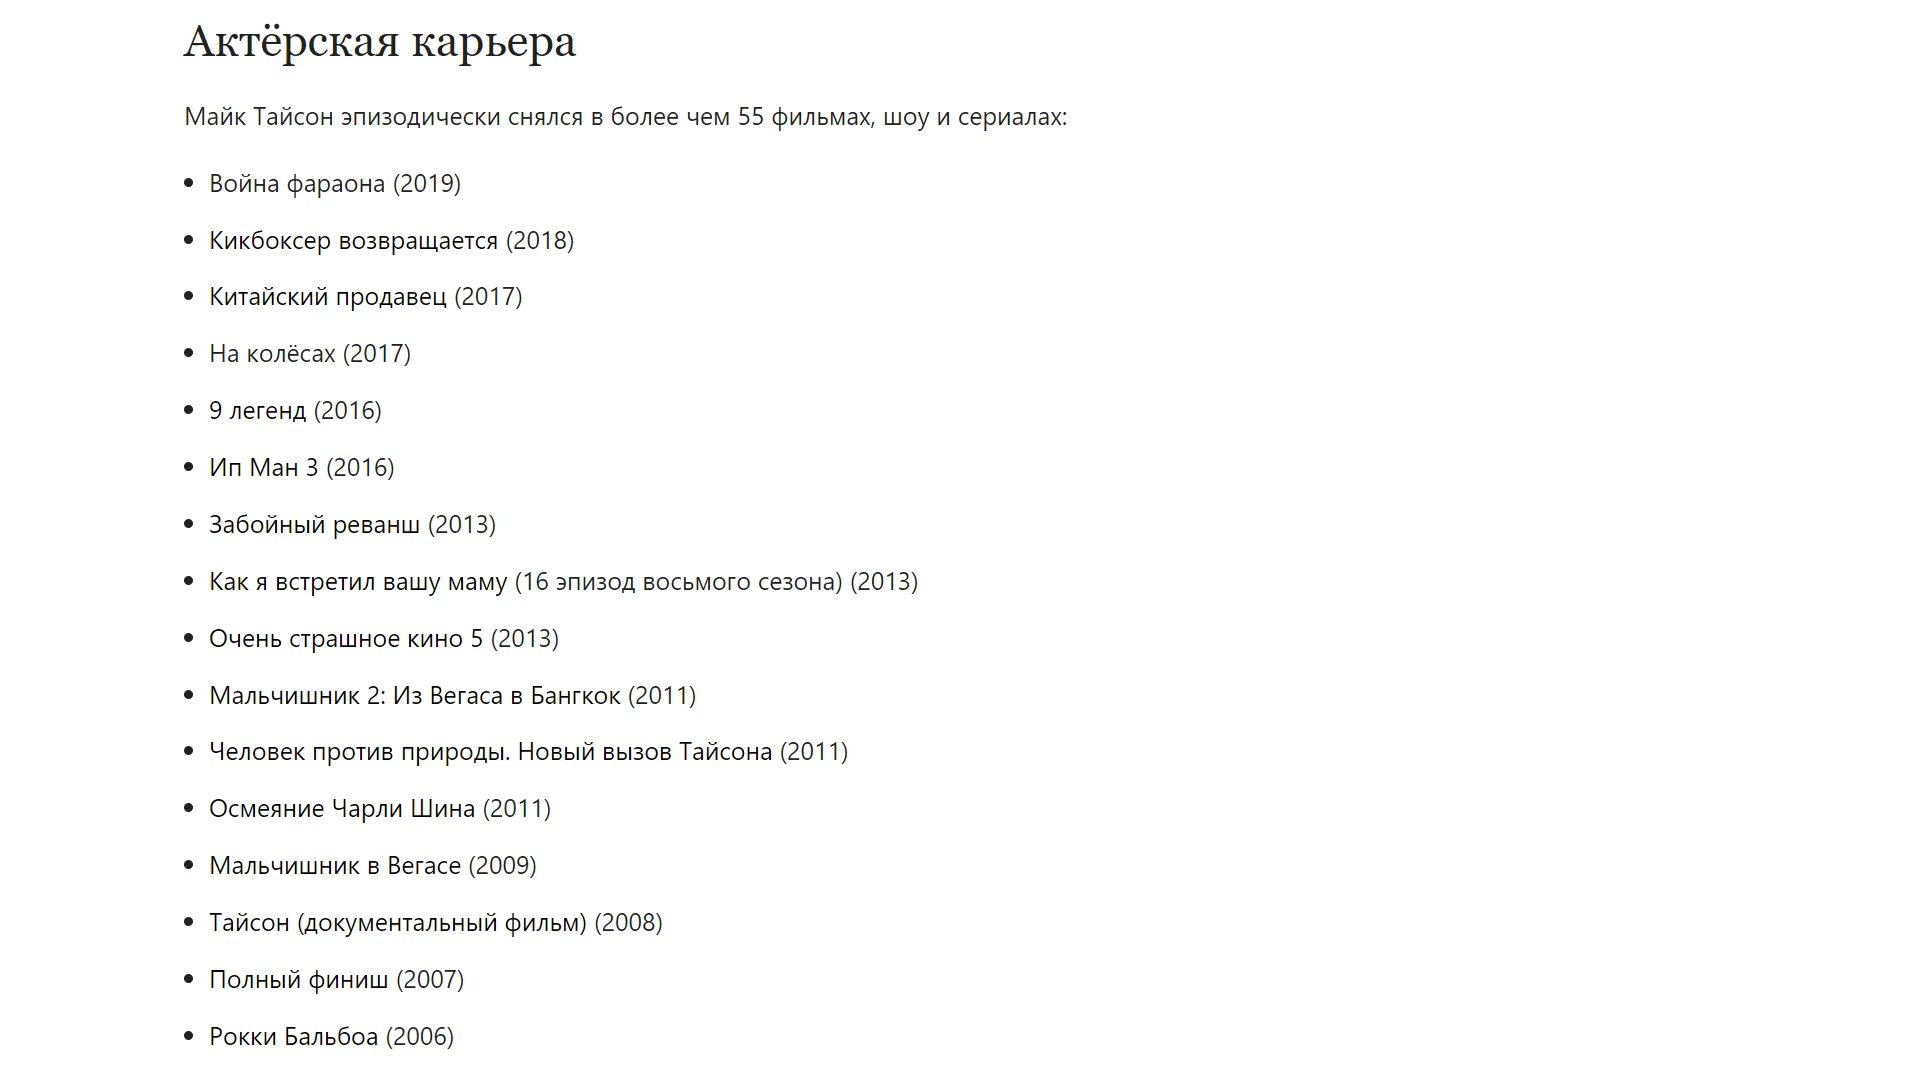 Актёрская карьера
Майк Тайсон эпизодически снялся в более чем 55 фильмах, шоу и сериалах:
• Война фараона (2019)
• Кикбоксер возвращается (2018)
• Китайский продавец (2017)
• На колёсах (2017)
• 9 легенд (2016)
• Ип Ман 3 (2016)
• Забойный реванш (2013)
• Как я встретил вашу маму (16 эпизод восьмого сезона) (2013)
• Очень страшное кино 5 (2013)
• Мальчишник 2: Из Вегаса в Бангкок (2011)
• Человек против природы. Новый вызов Тайсона (2011)
• Осмеяние Чарли Шина (2011)
• Мальчишник в Вегасе (2009)
• Тайсон (документальный фильм) (2008)
• Полный финиш (2007)
• Рокки Бальбоа (2006)